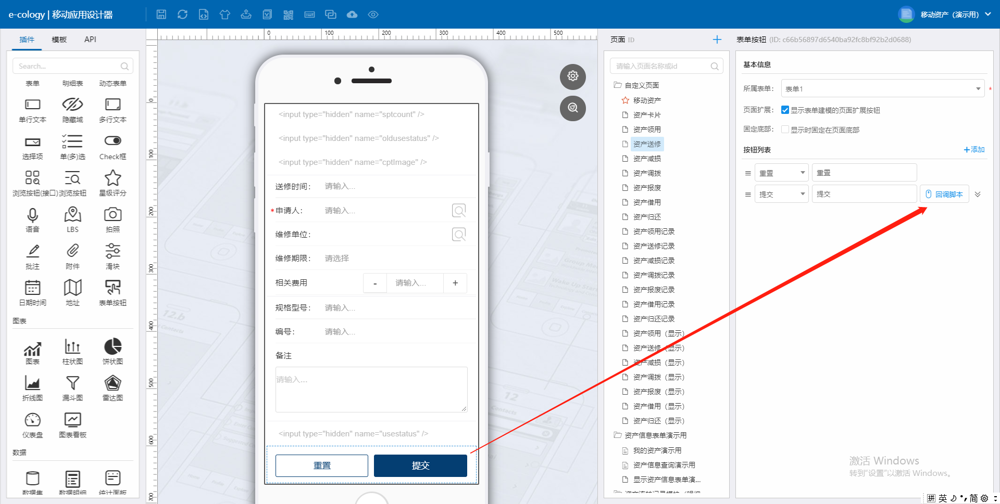 e-cology | 移动应用设计器
移动资产（演示用）
插件 模板 API
Search...
表单 明细表 动态表单
单行文本 隐藏域 多行文本
选择项 单(多)选 Check框
浏览按钮(接口) 浏览按钮 星级评分
语音 LBS 拍照
批注 附件 滑块
日期时间 地址 表单按钮
图表
图表 柱状图 饼状图
折线图 漏斗图 雷达图
仪表盘 图表看板
数据
数据集 数据明细 统计面板
0 100 200 300 400 500
0
100
200
300
400
500
600
700
<input type="hidden" name="sptcount" />
<input type="hidden" name="oldusestatus" />
<input type="hidden" name="cptImage" />
送修时间： 请输入...
*申请人： 请输入...
维修单位：
维修期限： 请选择
相关费用 - 请输入... +
规格型号： 请输入...
编号： 请输入...
备注
请输入...
<input type="hidden" name="usestatus" />
重置 提交
页面 ID
请输入页面名称或id
自定义页面
移动资产
资产卡片
资产领用
资产送修
资产减损
资产调拨
资产报废
资产借用
资产归还
资产领用记录
资产送修记录
资产减损记录
资产调拨记录
资产报废记录
资产借用记录
资产归还记录
资产领用（显示）
资产送修（显示）
资产减损（显示）
资产调拨（显示）
资产报废（显示）
资产借用（显示）
资产归还（显示）
资产信息表单演示用
我的资产演示用
资产信息查询演示用
显示资产信息表单演...
表单按钮 (ID: c66b56897d6540ba92fc8bf92b2d0688)
基本信息
所属表单： 表单1 *
页面扩展： 显示表单建模的页面扩展按钮
固定底部： 显示时固定在页面底部
按钮列表 +添加
重置 重置
提交 提交 回调脚本
激活 Windows
转到“设置”以激活 Windows。
拼 英 简